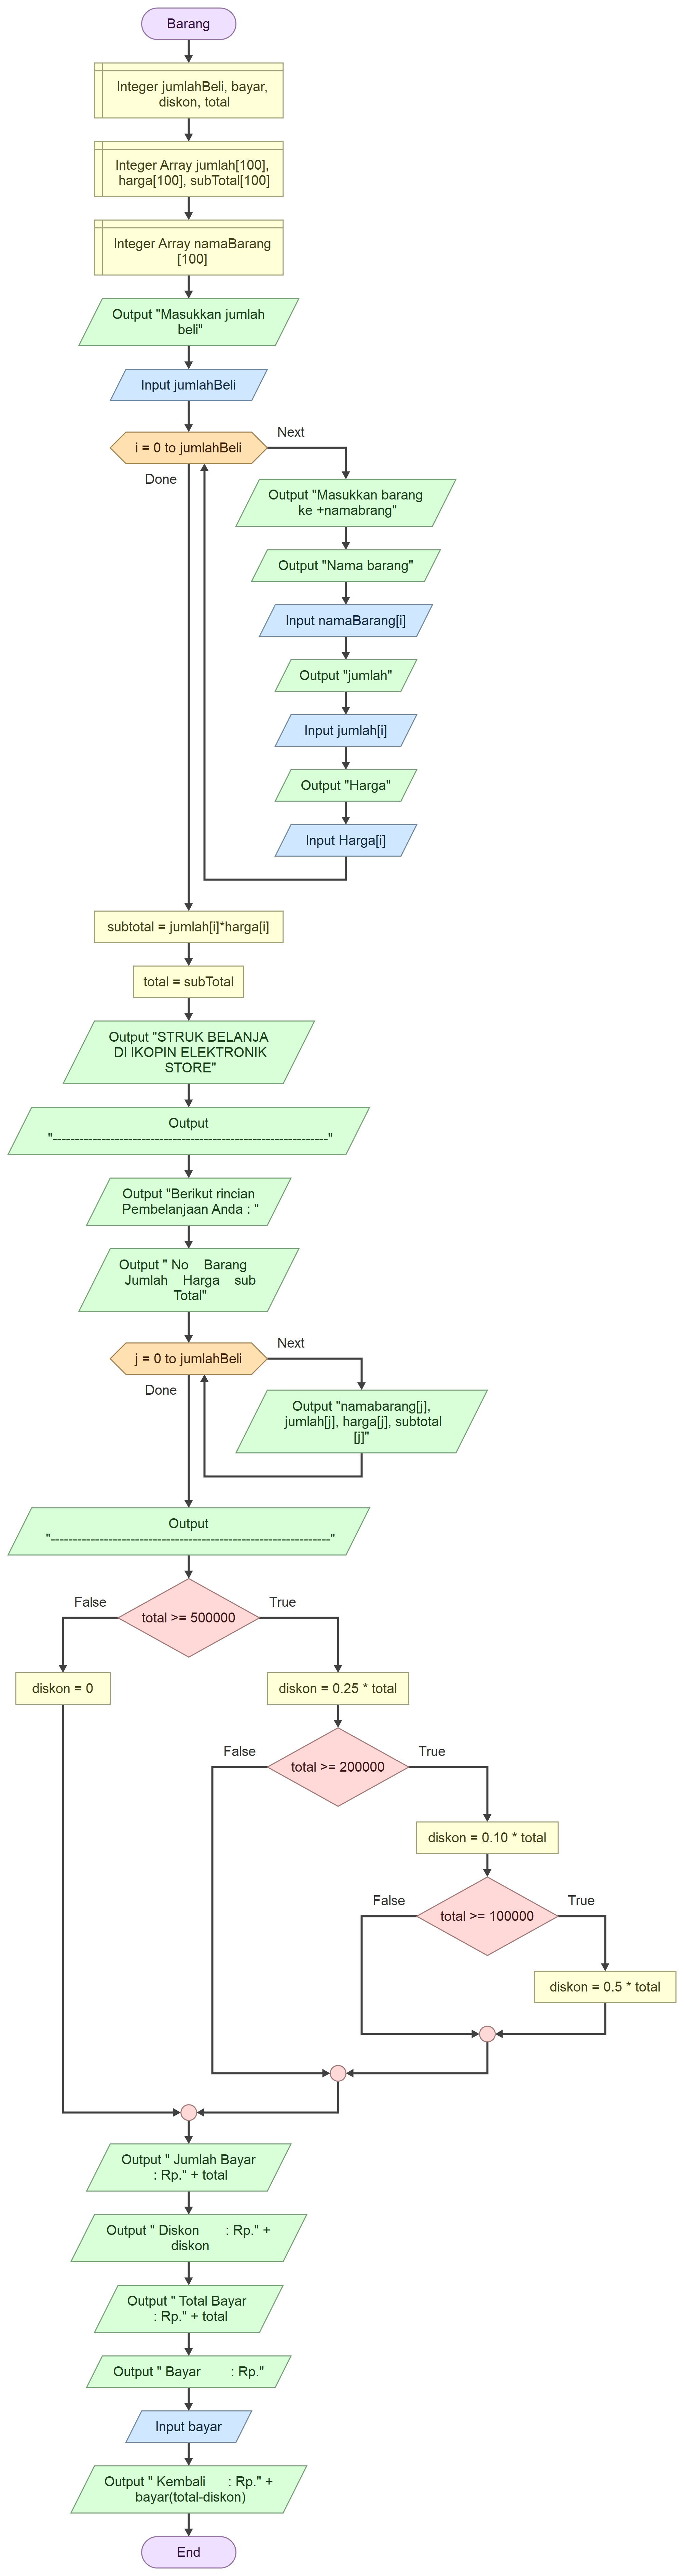 Barang
Integer jumlahBeli, bayar,
diskon, total
Integer Array jumlah[100],
harga[100], subTotal[100]
Integer Array namaBarang
[100]
Output "Masukkan jumlah
beli"
Input jumlahBeli
i = 0 to jumlahBeli
Next
Done
Output "Masukkan barang
ke +namabrang"
Output "Nama barang"
Input namaBarang[i]
Output "jumlah"
Input jumlah[i]
Output "Harga"
Input Harga[i]
subtotal = jumlah[i]*harga[i]
total = subTotal
Output "STRUK BELANJA
DI IKOPIN ELEKTRONIK
STORE"
Output
"--------------------------------------------------------------"
Output "Berikut rincian
Pembelanjaan Anda : "
Output " No    Barang
Jumlah    Harga    sub
Total"
j = 0 to jumlahBeli
Next
Done
Output "namabarang[j],
jumlah[j], harga[j], subtotal
[j]"
Output
"---------------------------------------------------------------"
False
total >= 500000
True
diskon = 0
diskon = 0.25 * total
False
total >= 200000
True
diskon = 0.10 * total
False
total >= 100000
True
diskon = 0.5 * total
Output " Jumlah Bayar
: Rp." + total
Output " Diskon       : Rp." +
diskon
Output " Total Bayar
: Rp." + total
Output " Bayar        : Rp."
Input bayar
Output " Kembali      : Rp." +
bayar(total-diskon)
End